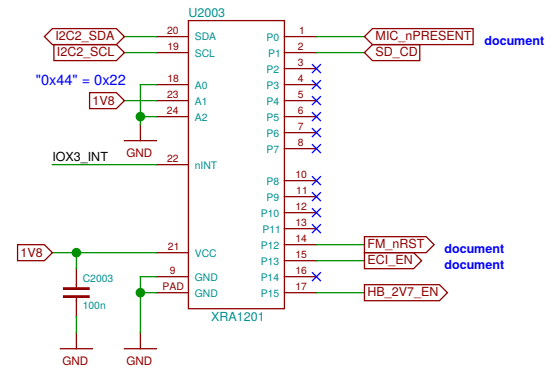 U2003
I2C2_SDA 20 SDA P0 1 MIC_nPRESENT document
I2C2_SCL 19 SCL P1 2 SD_CD
P2 3
"0x44" = 0x22 18 A0 P3 4
1V8 23 A1 P4 5
24 A2 P5 6
P6 7
GND P7 8
IOX3_INT 22 nINT
P8 10
P9 11
P10 12
P11 13
P12 14 FM_nRST document
1V8 21 VCC P13 15 ECI_EN document
9 GND P14 16
C2003 PAD GND P15 17 HB_2V7_EN
100n
XRA1201
GND GND